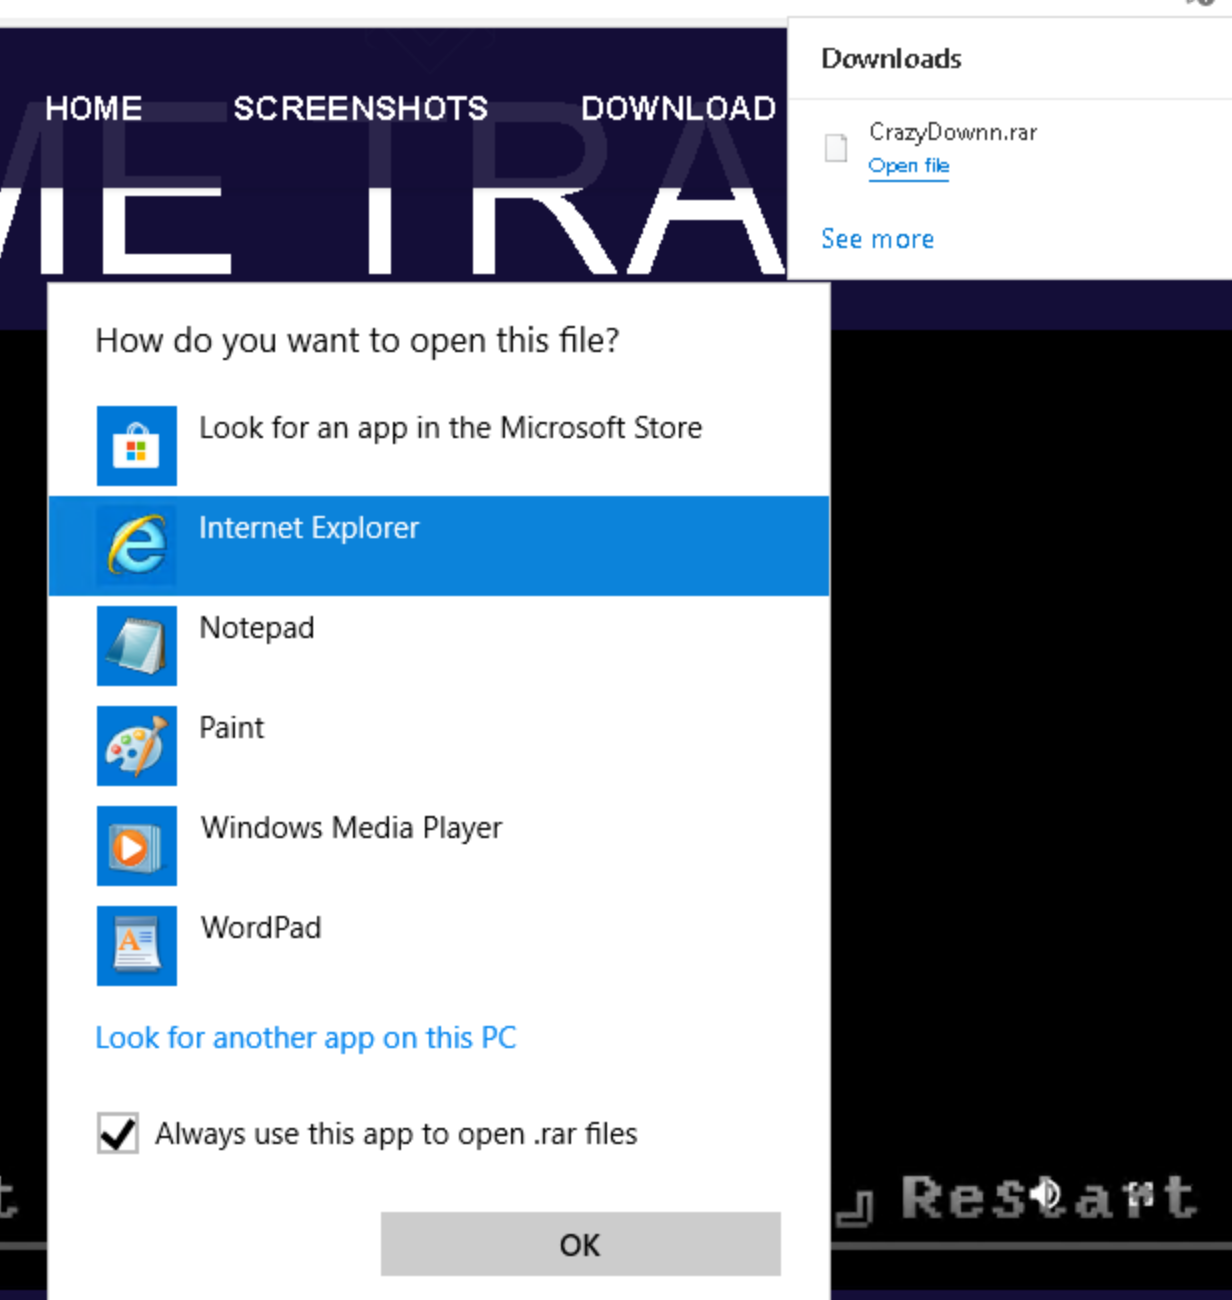 Downloads
HOME SCREENSHOTS DOWNLOAD
ME TRA
CrazyDownn.rar
Open file
See more
How do you want to open this file?
Look for an app in the Microsoft Store
Internet Explorer
Notepad
Paint
Windows Media Player
WordPad
Look for another app on this PC
Always use this app to open .rar files
t
Restart
OK